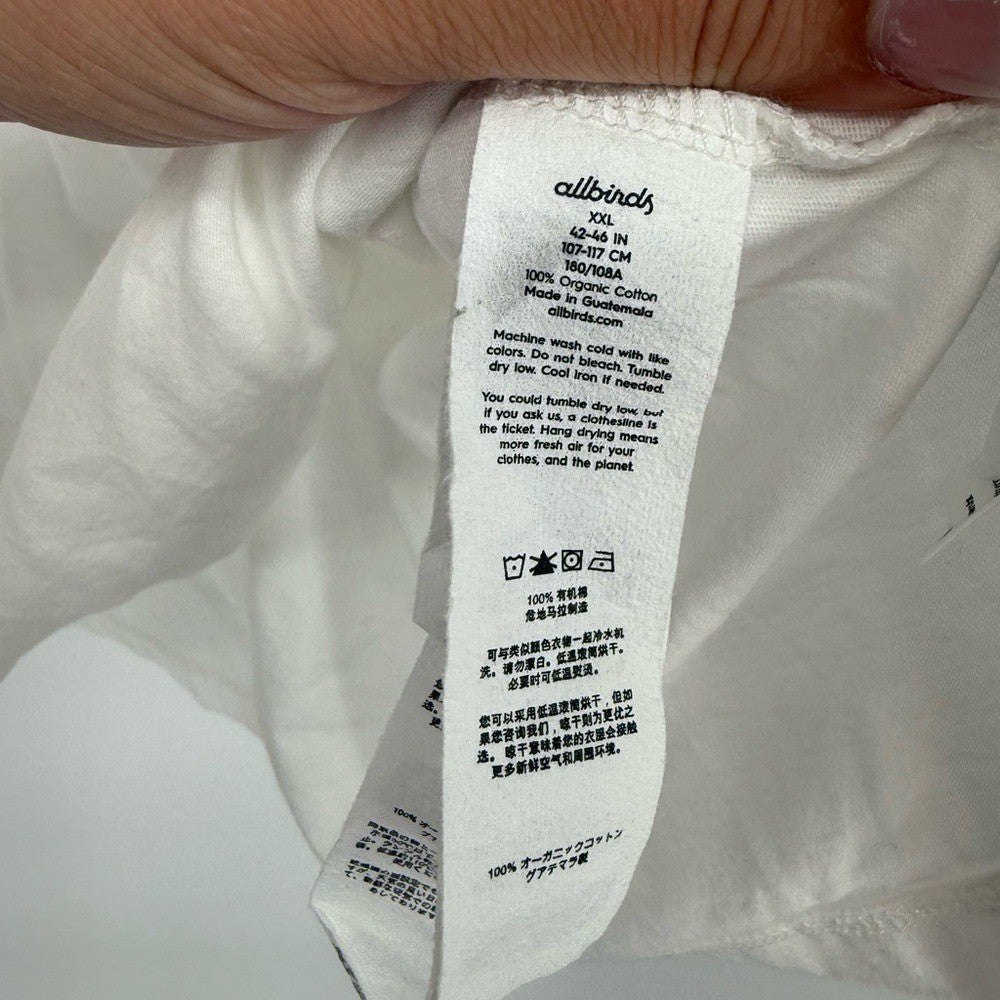 allbirds
XXL
42-46 IN
107-117 CM
180/108A
100% Organic Cotton
Made in Guatemala
allbirds.com
Machine wash cold with like
colors. Do not bleach. Tumble
dry low. Cool iron if needed.
You could tumble dry low, but
if you ask us, a clothesline is
the ticket. Hang drying means
more fresh air for your
clothes, and the planet.
100% 有机棉
危地马拉制造
可与类似颜色衣物一起冷水机
洗。请勿漂白。低温滚筒烘干。
必要时可低温熨烫。
您可以采用低温滚筒烘干，但如
果您咨询我们，晾干则为更优之
选。晾干意味着您的衣服会接触
更多新鲜空气和周围环境。
100% オーガニックコットン
グアテマラ製
100% オー
グア